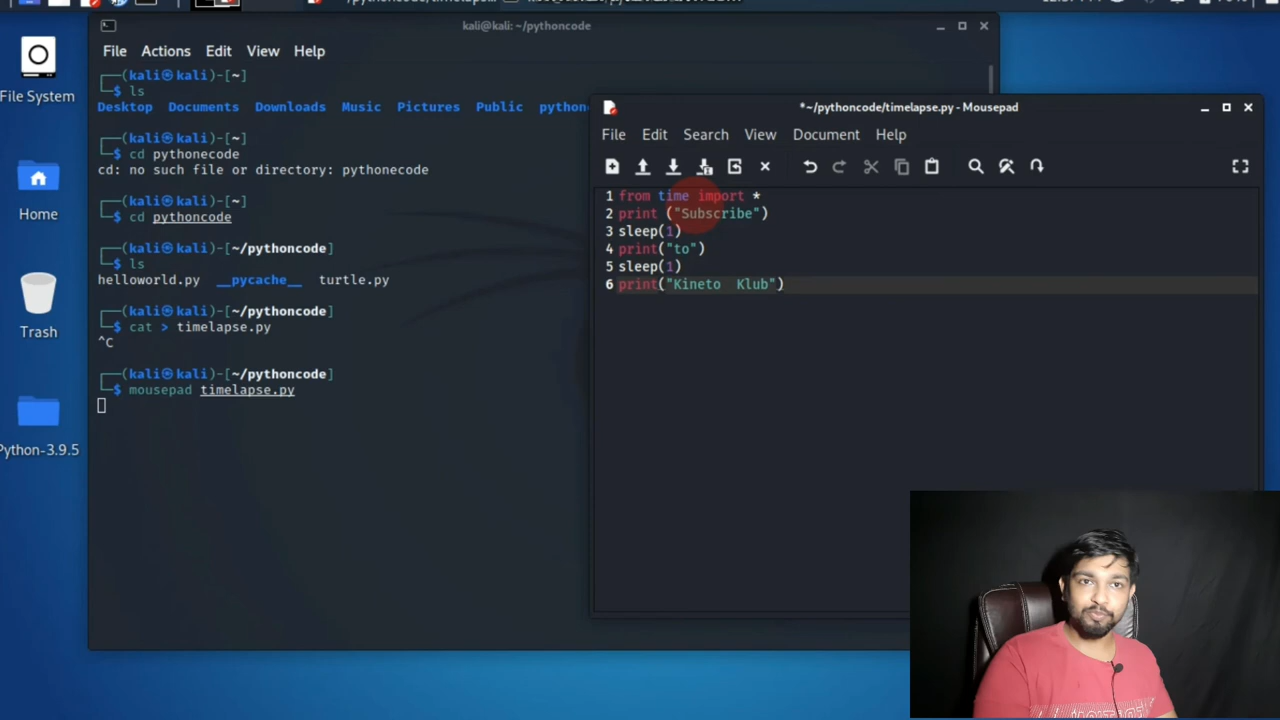 kali@kali: ~/pythoncode
File Actions Edit View Help
File System
Home
Trash
Python-3.9.5
┌──(kali㉿kali)-[~]
└─$ ls
Desktop Documents Downloads Music Pictures Public
┌──(kali㉿kali)-[~]
└─$ cd pythonecode
cd: no such file or directory: pythonecode
┌──(kali㉿kali)-[~]
└─$ cd pythoncode
┌──(kali㉿kali)-[~/pythoncode]
└─$ ls
helloworld.py __pycache__ turtle.py
┌──(kali㉿kali)-[~/pythoncode]
└─$ cat > timelapse.py
^C
┌──(kali㉿kali)-[~/pythoncode]
└─$ mousepad timelapse.py
*~/pythoncode/timelapse.py - Mousepad
File Edit Search View Document Help
1 from time import *
2 print ("Subscribe")
3 sleep(1)
4 print("to")
5 sleep(1)
6 print("Kineto  Klub")